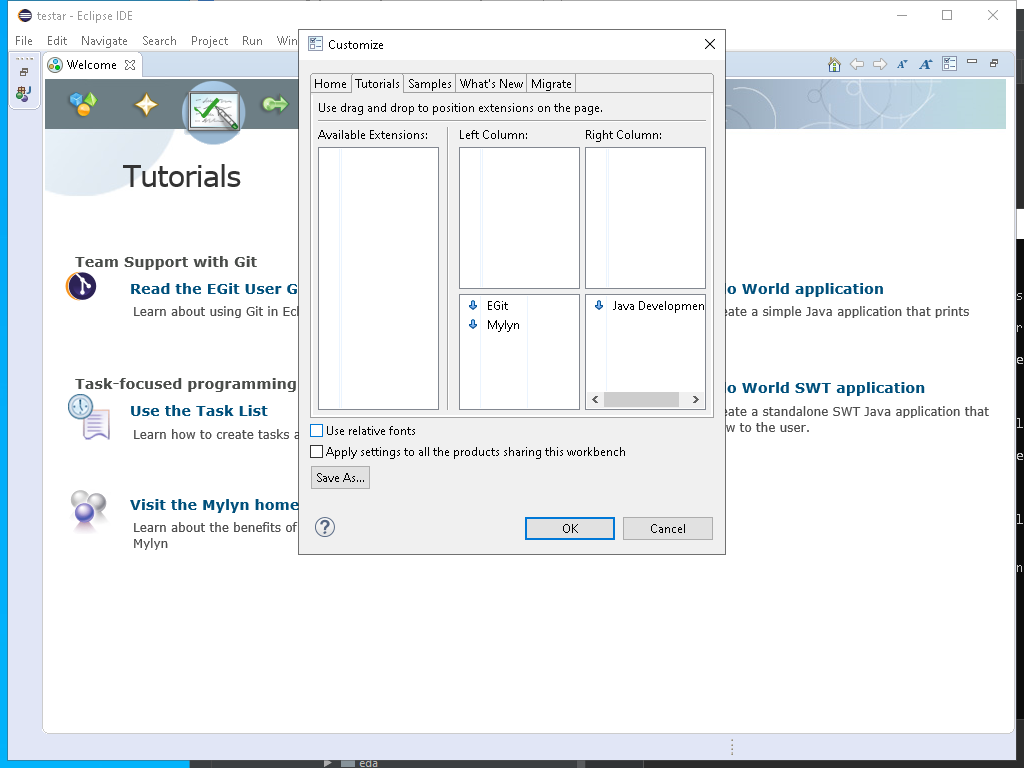 testar - Eclipse IDE
File Edit Navigate Search Project Run Win
Welcome
Tutorials
Team Support with Git
Read the EGit User G
Learn about using Git in Ecl
Task-focused programming
Use the Task List
Learn how to create tasks a
Visit the Mylyn home
Learn about the benefits of
Mylyn
Customize
Home Tutorials Samples What's New Migrate
Use drag and drop to position extensions on the page.
Available Extensions: Left Column: Right Column:
EGit
Mylyn
Java Developmen
Use relative fonts
Apply settings to all the products sharing this workbench
Save As...
OK Cancel
o World application
eate a simple Java application that prints
o World SWT application
eate a standalone SWT Java application that
w to the user.
eda